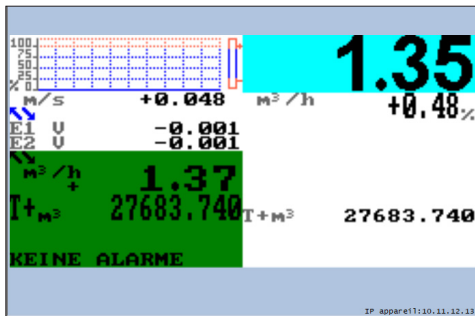 100
75
50
25
% 0
1.35
m/s +0.048 m³/h +0.48%
E1 V -0.001
E2 V -0.001
m³/h + 1.37
T+m³ 27683.740 T+m³ 27683.740
KEINE ALARME
IP appareil:10.11.12.13